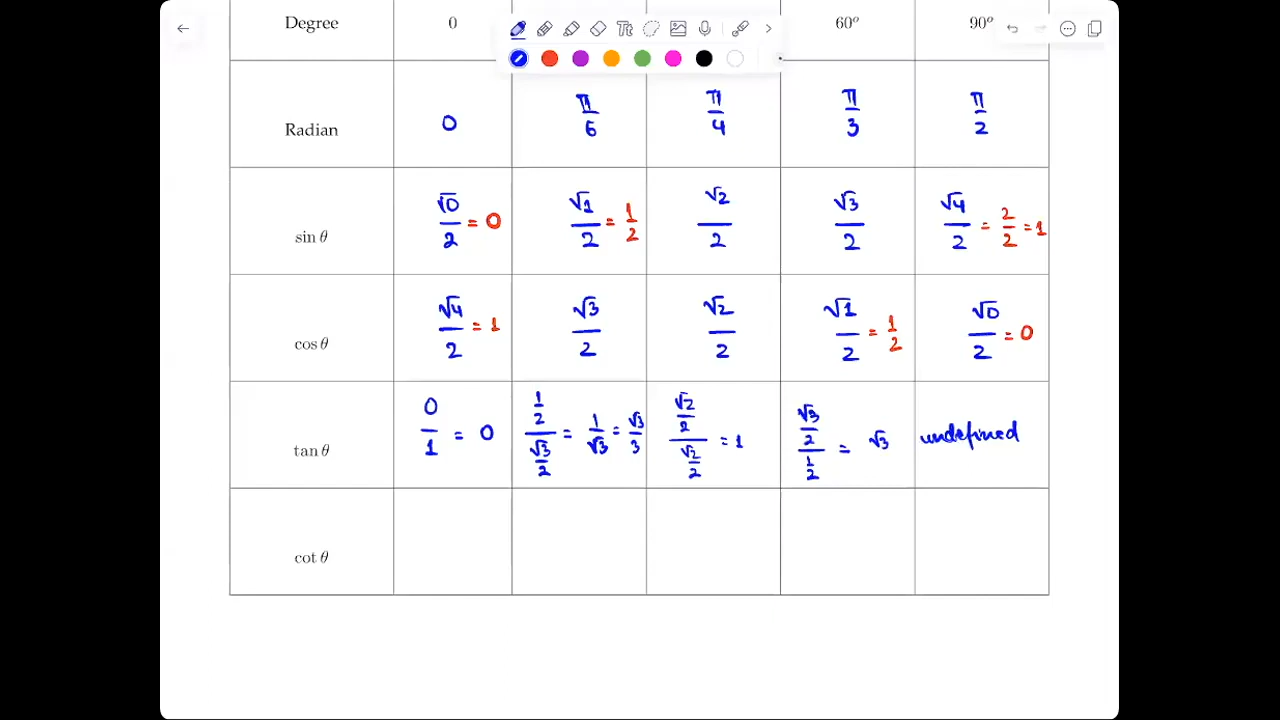 Degree 0 60° 90°
Radian 0 π/6 π/4 π/3 π/2
sin θ √0/2 = 0 √1/2 = 1/2 √2/2 √3/2 √4/2 = 2/2 = 1
cos θ √4/2 = 1 √3/2 √2/2 √1/2 = 1/2 √0/2 = 0
tan θ 0/1 = 0 (1/2)/(√3/2) = 1/√3 = √3/3 (√2/2)/(√2/2) = 1 (√3/2)/(1/2) = √3 undefined
cot θ